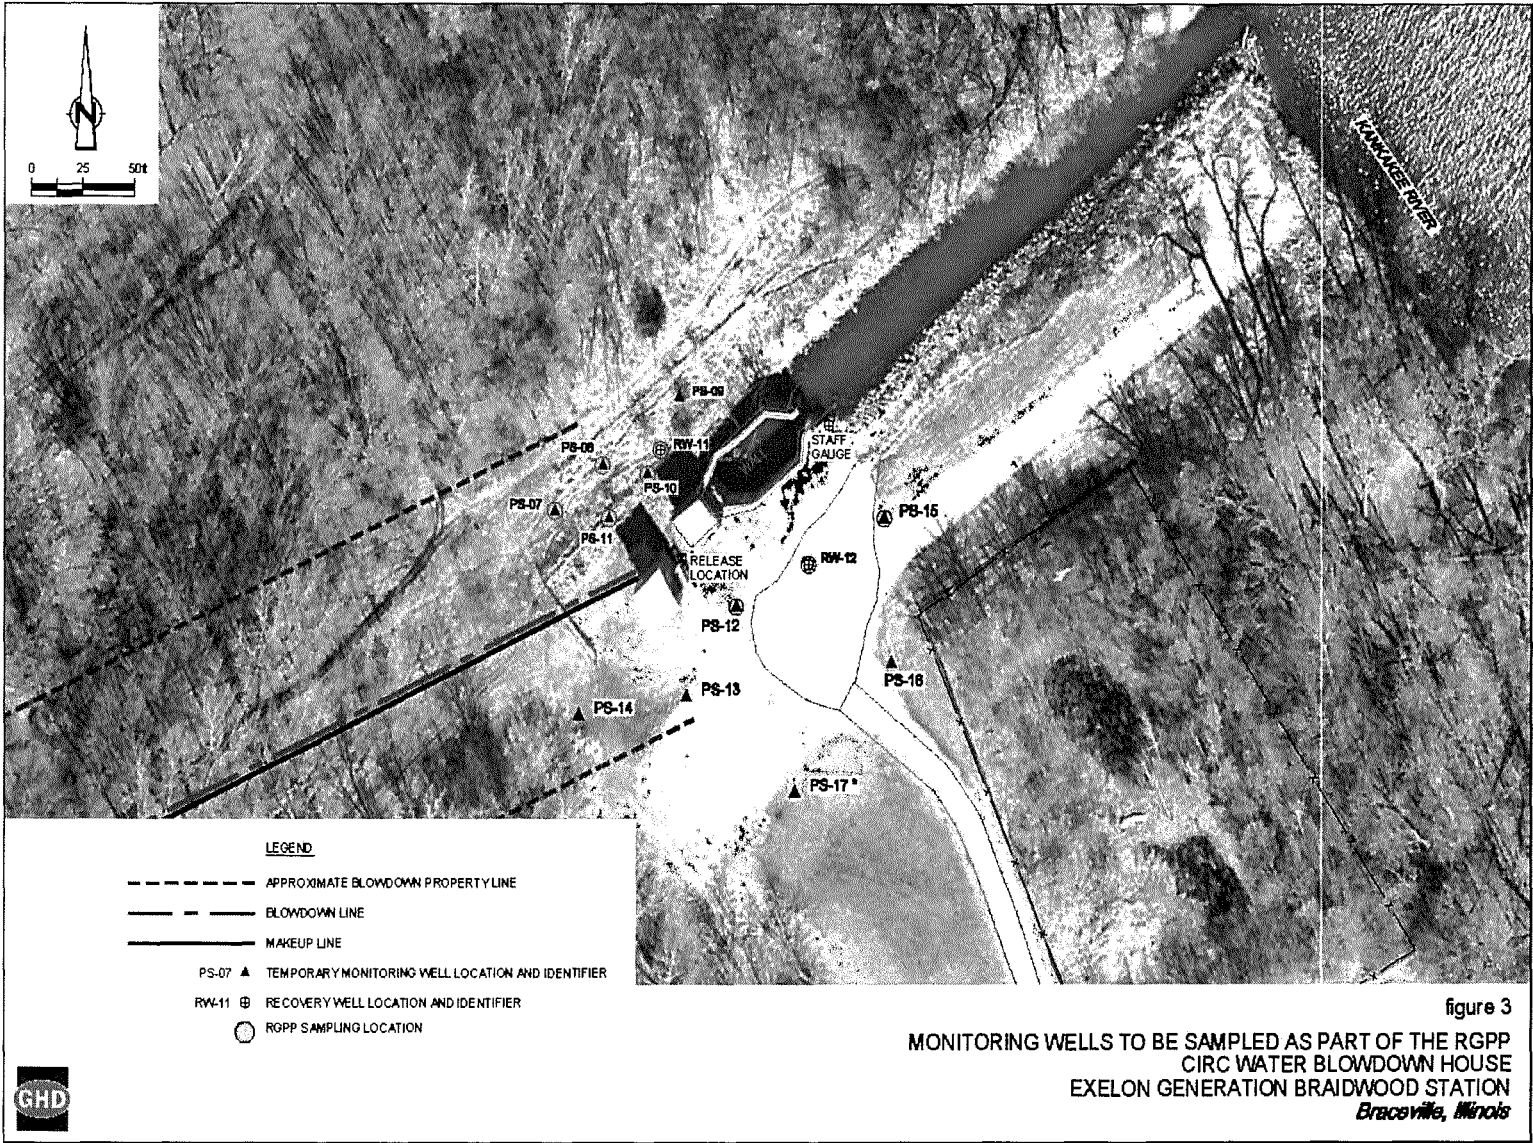 N
0 25 50ft
KANKAKEE RIVER
PS-09
PS-08
RW-11
STAFF
GAUGE
PS-10
PS-07
PS-15
PS-11
RW-12
RELEASE
LOCATION
PS-12
PS-16
PS-13
PS-14
PS-17
LEGEND
APPROXIMATE BLOWDOWN PROPERTY LINE
BLOWDOWN LINE
MAKEUP LINE
PS-07 TEMPORARY MONITORING WELL LOCATION AND IDENTIFIER
RW-11 RECOVERY WELL LOCATION AND IDENTIFIER
RGPP SAMPLING LOCATION
figure 3
MONITORING WELLS TO BE SAMPLED AS PART OF THE RGPP
CIRC WATER BLOWDOWN HOUSE
EXELON GENERATION BRAIDWOOD STATION
Braceville, Illinois
GHD